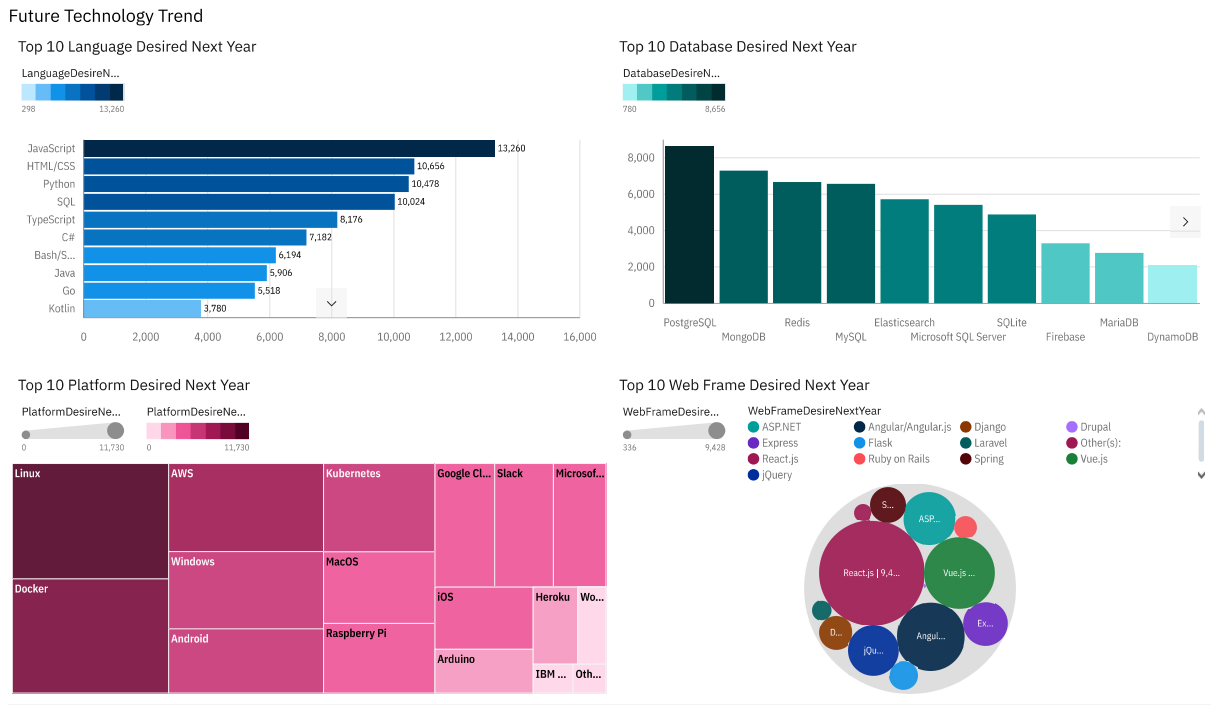 Future Technology Trend
Top 10 Language Desired Next Year
LanguageDesireN...
298 13,260
JavaScript 13,260
HTML/CSS 10,656
Python 10,478
SQL 10,024
TypeScript 8,176
C# 7,182
Bash/S... 6,194
Java 5,906
Go 5,518
Kotlin 3,780
0 2,000 4,000 6,000 8,000 10,000 12,000 14,000 16,000
Top 10 Database Desired Next Year
DatabaseDesireN...
780 8,656
8,000
6,000
4,000
2,000
0
PostgreSQL Redis Elasticsearch SQLite MariaDB
MongoDB MySQL Microsoft SQL Server Firebase DynamoDB
Top 10 Platform Desired Next Year
PlatformDesireNe... PlatformDesireNe...
0 11,730 0 11,730
Linux AWS Kubernetes Google Cl... Slack Microsof...
Windows MacOS
Docker iOS Heroku Wo...
Android Raspberry Pi
Arduino IBM ... Oth...
Top 10 Web Frame Desired Next Year
WebFrameDesire... WebFrameDesireNextYear
336 9,428
ASP.NET Angular/Angular.js Django Drupal
Express Flask Laravel Other(s):
React.js Ruby on Rails Spring Vue.js
jQuery
S...
ASP...
React.js | 9,4... Vue.js ...
D... Angul... Ex...
jQu...